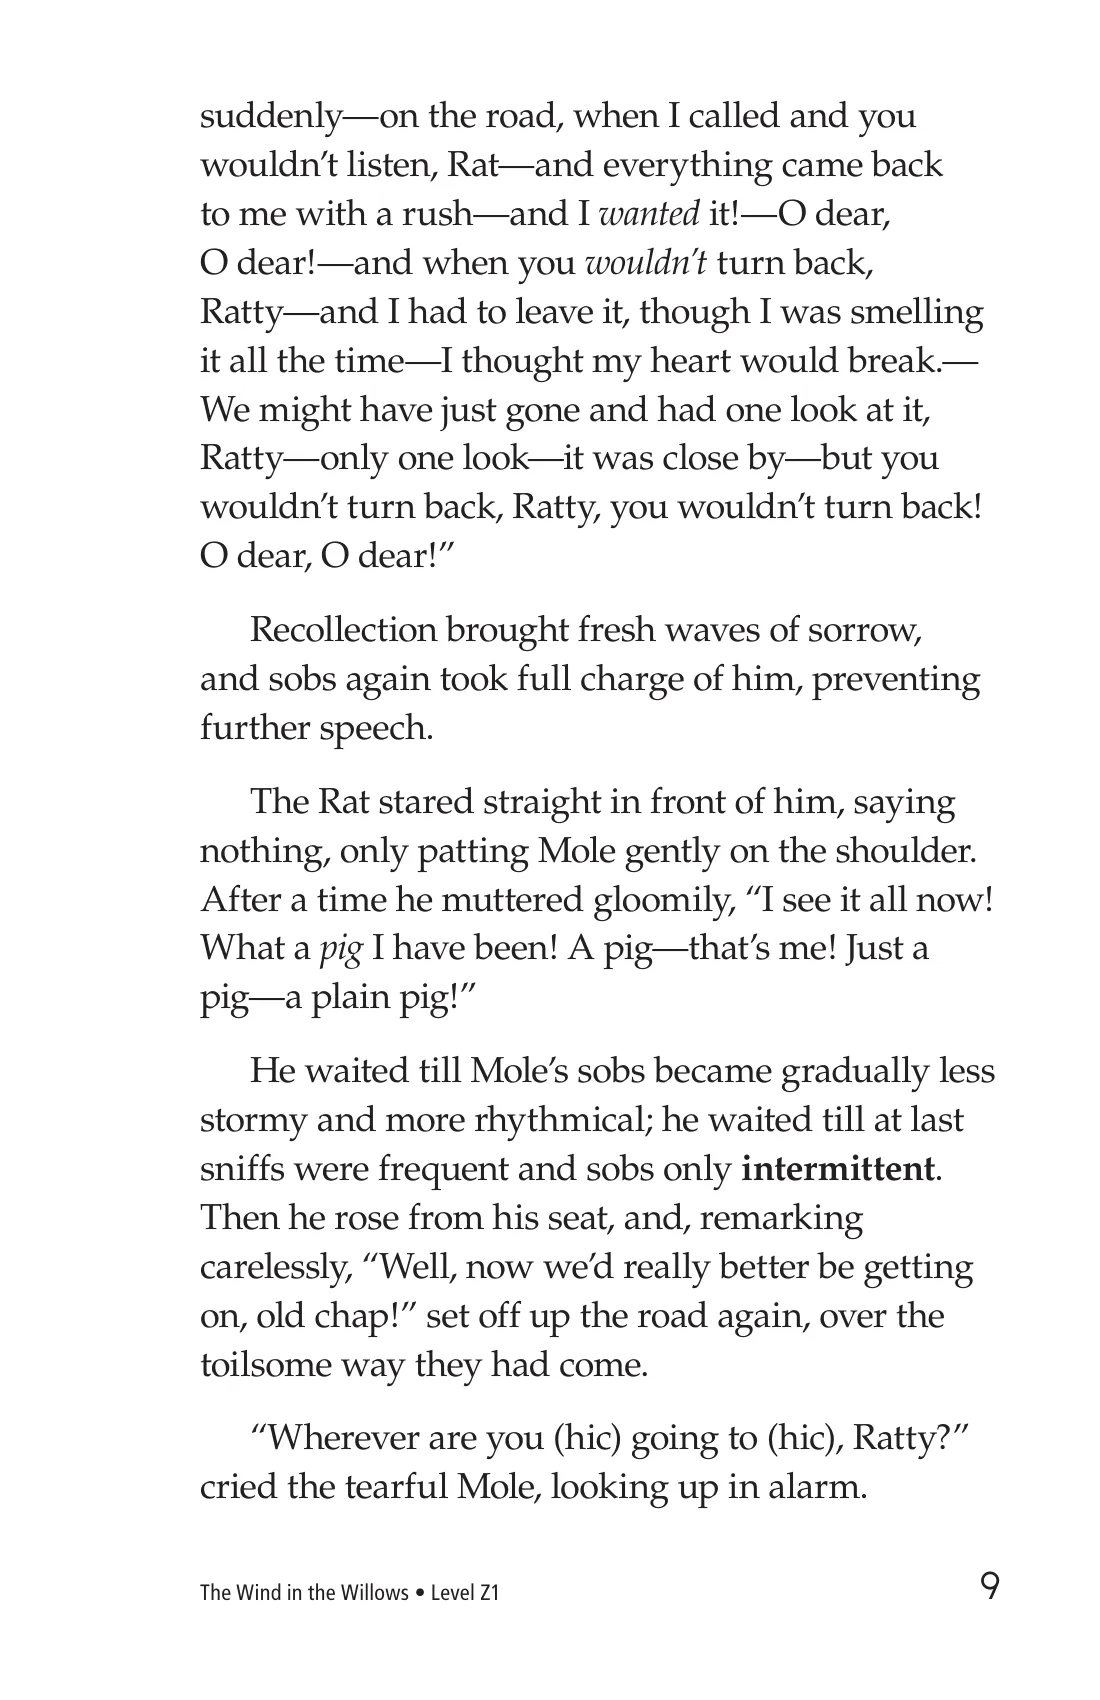 suddenly—on the road, when I called and you
wouldn’t listen, Rat—and everything came back
to me with a rush—and I wanted it!—O dear,
O dear!—and when you wouldn’t turn back,
Ratty—and I had to leave it, though I was smelling
it all the time—I thought my heart would break.—
We might have just gone and had one look at it,
Ratty—only one look—it was close by—but you
wouldn’t turn back, Ratty, you wouldn’t turn back!
O dear, O dear!”
Recollection brought fresh waves of sorrow,
and sobs again took full charge of him, preventing
further speech.
The Rat stared straight in front of him, saying
nothing, only patting Mole gently on the shoulder.
After a time he muttered gloomily, “I see it all now!
What a pig I have been! A pig—that’s me! Just a
pig—a plain pig!”
He waited till Mole’s sobs became gradually less
stormy and more rhythmical; he waited till at last
sniffs were frequent and sobs only intermittent.
Then he rose from his seat, and, remarking
carelessly, “Well, now we’d really better be getting
on, old chap!” set off up the road again, over the
toilsome way they had come.
“Wherever are you (hic) going to (hic), Ratty?”
cried the tearful Mole, looking up in alarm.
The Wind in the Willows • Level Z1
9